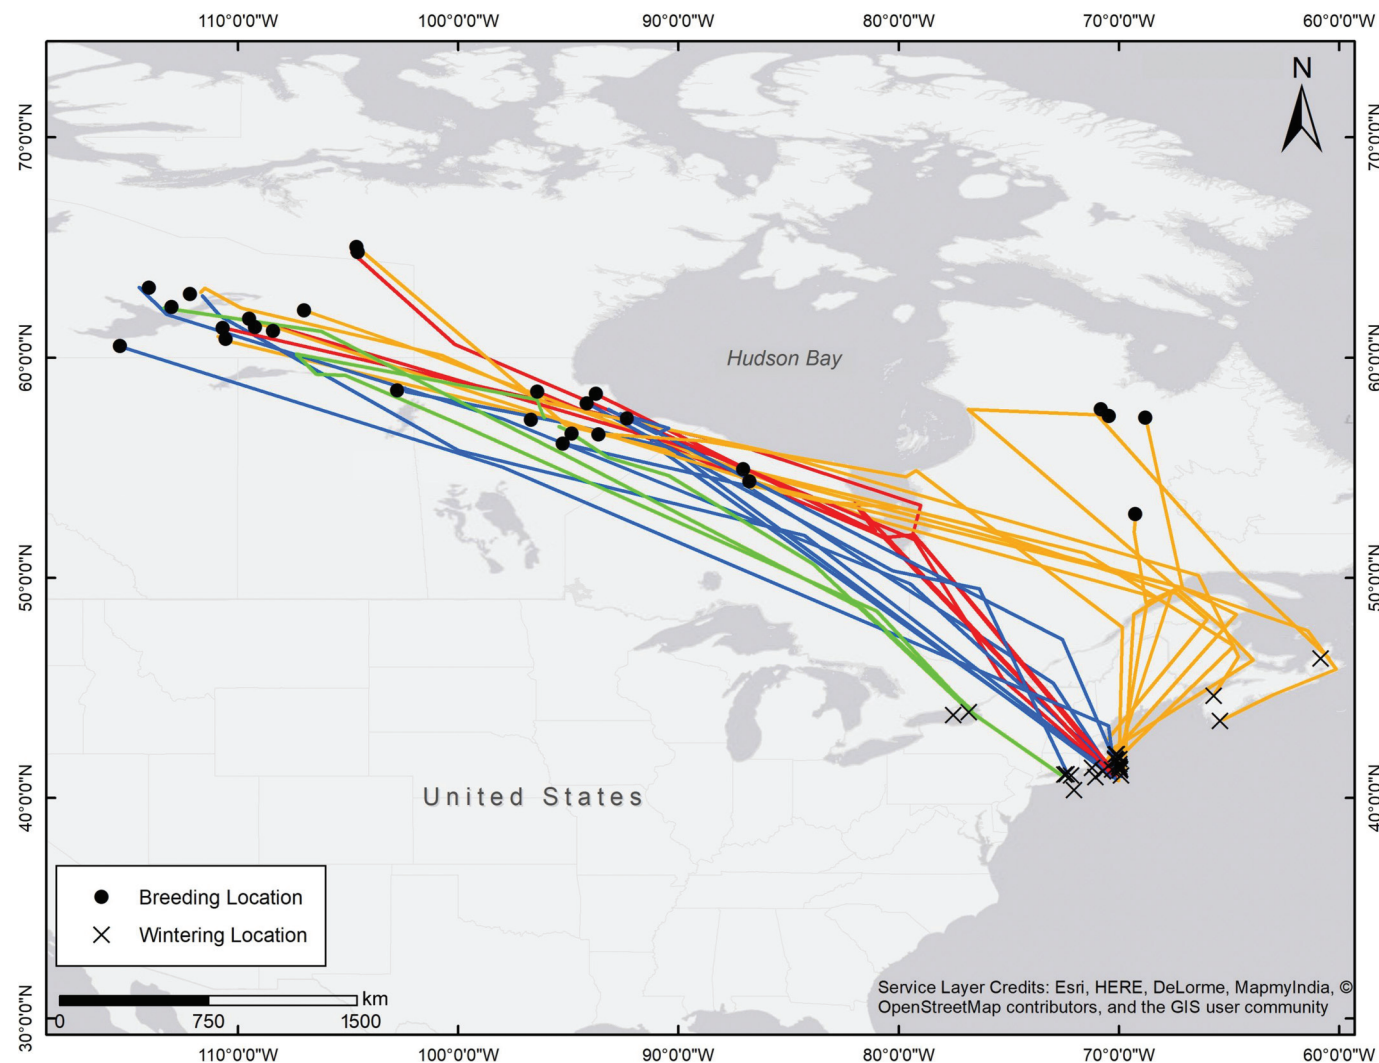 110°0'0"W 100°0'0"W 90°0'0"W 80°0'0"W 70°0'0"W 60°0'0"W
N
70°0'0"N 70°0'0"N
Hudson Bay
60°0'0"N 60°0'0"N
50°0'0"N 50°0'0"N
United States
40°0'0"N 40°0'0"N
Breeding Location
Wintering Location
Service Layer Credits: Esri, HERE, DeLorme, MapmyIndia, ©
OpenStreetMap contributors, and the GIS user community
km
0 750 1500
30°0'0"N 30°0'0"N
110°0'0"W 100°0'0"W 90°0'0"W 80°0'0"W 70°0'0"W 60°0'0"W